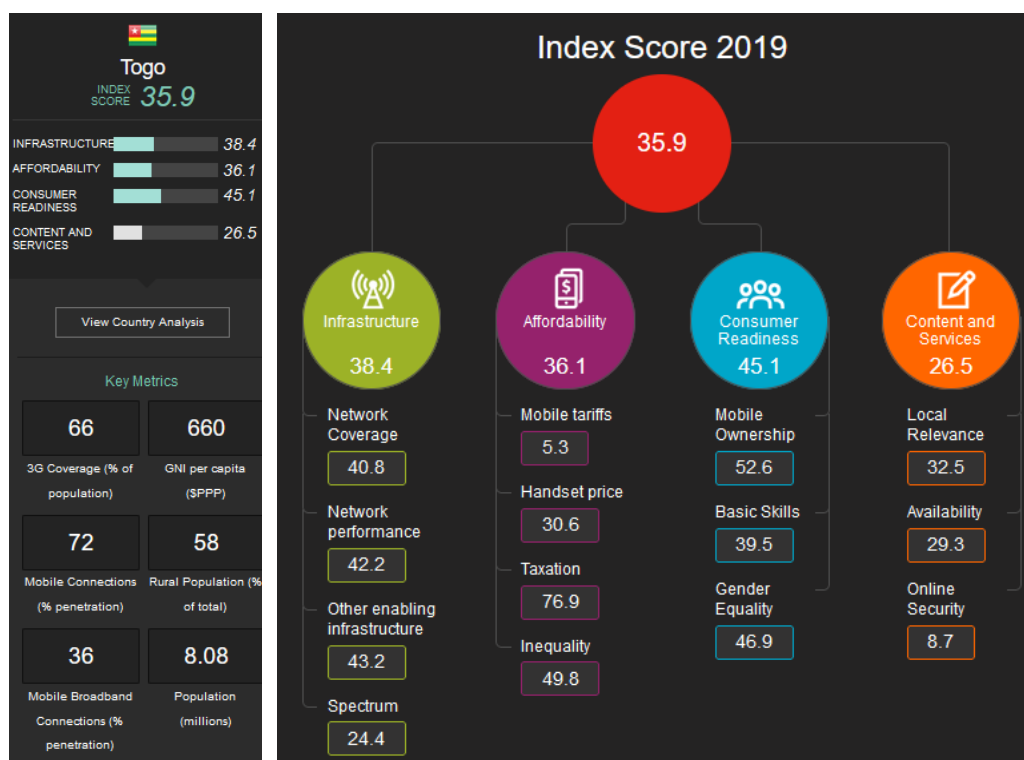 Togo
INDEX
SCORE 35.9
INFRASTRUCTURE 38.4
AFFORDABILITY 36.1
CONSUMER
READINESS 45.1
CONTENT AND
SERVICES 26.5
View Country Analysis
Key Metrics
66
3G Coverage (% of
population)
660
GNI per capita
($PPP)
72
Mobile Connections
(% penetration)
58
Rural Population (%
of total)
36
Mobile Broadband
Connections (%
penetration)
8.08
Population
(millions)
Index Score 2019
35.9
Infrastructure
38.4
Network
Coverage
40.8
Network
performance
42.2
Other enabling
infrastructure
43.2
Spectrum
24.4
$
Affordability
36.1
Mobile tariffs
5.3
Handset price
30.6
Taxation
76.9
Inequality
49.8
Consumer
Readiness
45.1
Mobile
Ownership
52.6
Basic Skills
39.5
Gender
Equality
46.9
Content and
Services
26.5
Local
Relevance
32.5
Availability
29.3
Online
Security
8.7